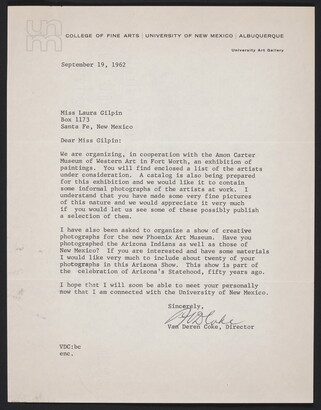 unm
COLLEGE OF FINE ARTS | UNIVERSITY OF NEW MEXICO | ALBUQUERQUE
University Art Gallery
September 19, 1962
Miss Laura Gilpin
Box 1173
Santa Fe, New Mexico
Dear Miss Gilpin:
We are organizing, in cooperation with the Amon Carter
Museum of Western Art in Fort Worth, an exhibition of
paintings. You will find enclosed a list of the artists
under consideration. A catalog is also being prepared
for this exhibition and we would like it to contain
some informal photographs of the artists at work. I
understand that you have made some very fine pictures
of this nature and we would appreciate it very much
if you would let us see some of these possibly publish
a selection of them.
I have also been asked to organize a show of creative
photographs for the new Phoenix Art Museum. Have you
photographed the Arizona Indians as well as those of
New Mexico? If you are interested and have some materials
I would like very much to include about twenty of your
photographs in this Arizona Show. This show is part of
the celebration of Arizona's Statehood, fifty years ago.
I hope that I will soon be able to meet your personally
now that I am connected with the University of New Mexico.
Sincerely,
Van Deren Coke, Director
VDC:bc
enc.